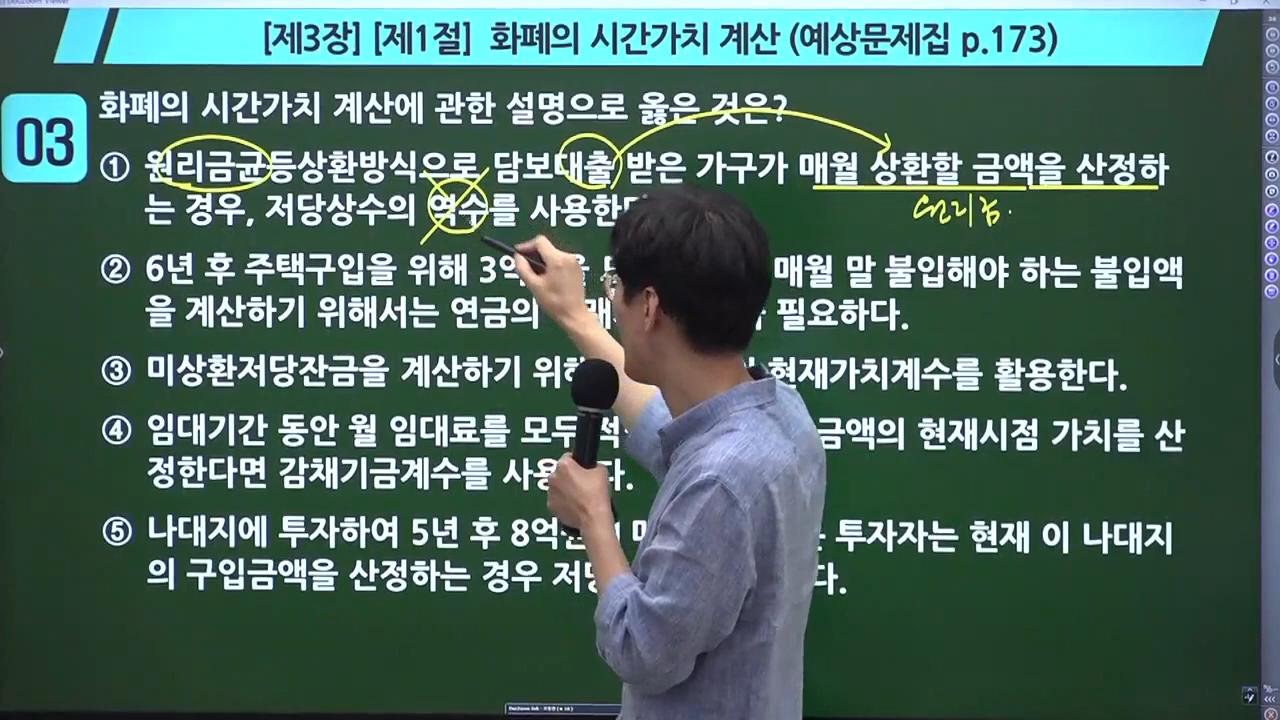 [제3장] [제1절] 화폐의 시간가치 계산 (예상문제집 p.173)
03 화폐의 시간가치 계산에 관한 설명으로 옳은 것은?
① 원리금균등상환방식으로 담보대출 받은 가구가 매월 상환할 금액을 산정하
는 경우, 저당상수의 역수를 사용한
원리금.
② 6년 후 주택구입을 위해 3억 매월 말 불입해야 하는 불입액
을 계산하기 위해서는 연금의 필요하다.
③ 미상환저당잔금을 계산하기 위해 현재가치계수를 활용한다.
④ 임대기간 동안 월 임대료를 모두 적 금액의 현재시점 가치를 산
정한다면 감채기금계수를 사용 다.
⑤ 나대지에 투자하여 5년 후 8억 투자자는 현재 이 나대지
의 구입금액을 산정하는 경우 저당 다.